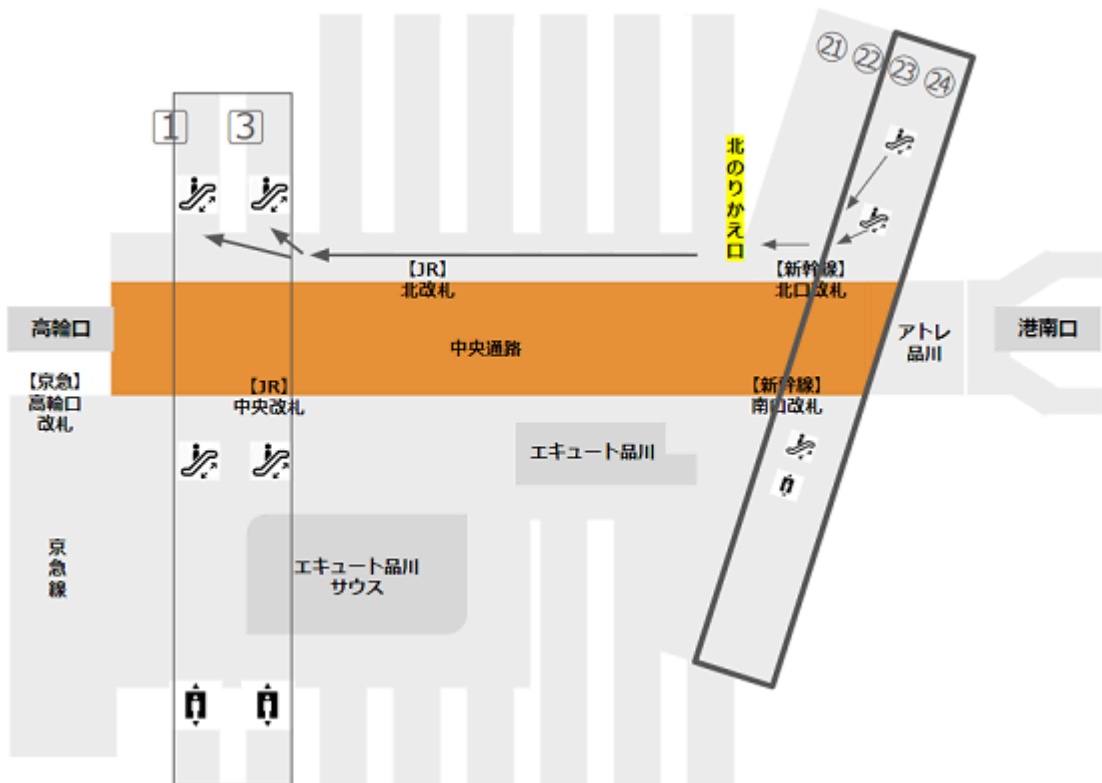 ㉑
㉒
㉓
㉔
1
3
北のりかえ口
【JR】
北改札
【新幹線】
北口改札
高輪口
中央通路
アトレ
品川
港南口
【京急】
高輪口
改札
【JR】
中央改札
【新幹線】
南口改札
エキュート品川
京急線
エキュート品川
サウス